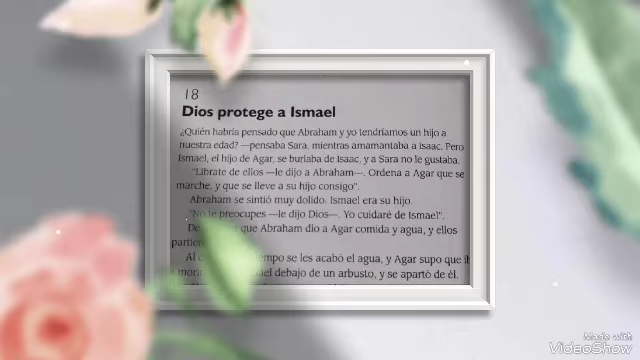 18
Dios protege a Ismael
¿Quién habría pensado que Abraham y yo tendríamos un hijo a
nuestra edad? —pensaba Sara, mientras amamantaba a Isaac. Pero
Ismael, el hijo de Agar, se burlaba de Isaac, y a Sara no le gustaba.
"Líbrate de ellos —le dijo a Abraham—. Ordena a Agar que se
marche, y que se lleve a su hijo consigo".
Abraham se sintió muy dolido. Ismael era su hijo.
"No te preocupes —le dijo Dios—. Yo cuidaré de Ismael".
que Abraham dio a Agar comida y agua, y ellos
Al se les acabó el agua, y Agar supo que
debajo de un arbusto, y se apartó de él.
Made with
VideoShow